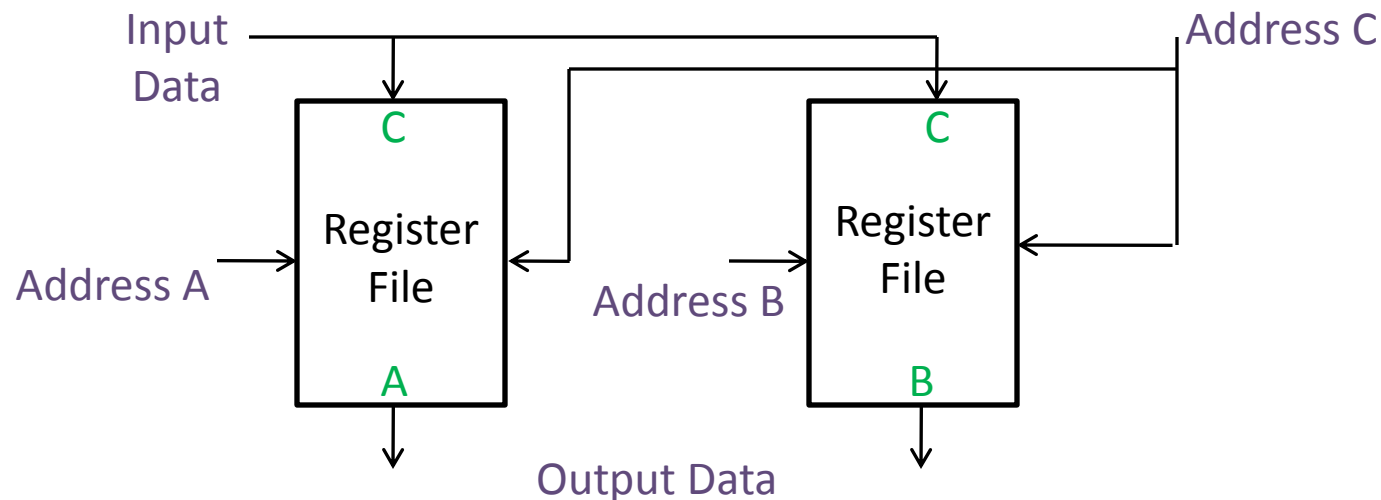 Input
Data
Address C
C
C
Register
File
Register
File
Address A
Address B
A
B
Output Data